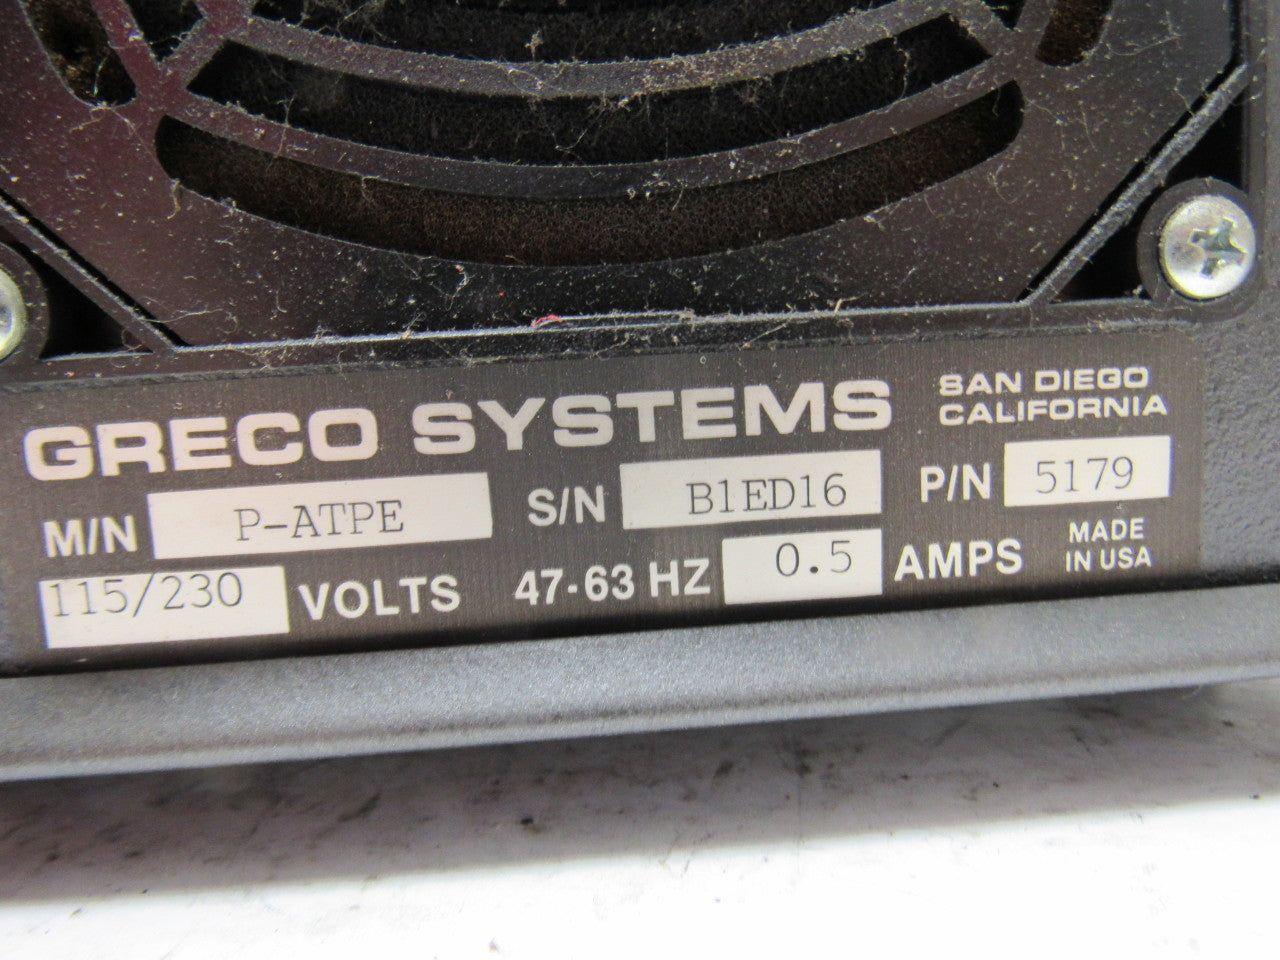 GRECO SYSTEMS SAN DIEGO
CALIFORNIA
M/N P-ATPE S/N B1ED16 P/N 5179
115/230 VOLTS 47-63 HZ 0.5 AMPS MADE
IN USA